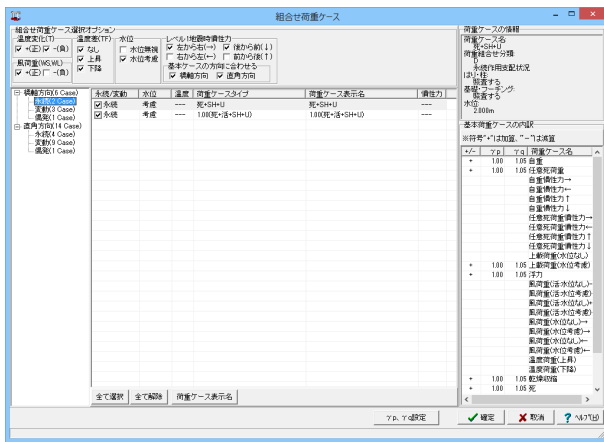 組合せ荷重ケース
組合せ荷重ケース選択オプション
温度変化(T)
+(正) -(負)
風荷重(WS,WL)
+(正) -(負)
温度差(TF)
なし
上昇
下降
水位
水位無視
水位考慮
レベル1地震時慣性力
左から右(→) 後から前(↓)
右から左(←) 前から後(↑)
基本ケースの方向に合わせる
橋軸方向 直角方向
橋軸方向(6 Case)
永続(2 Case)
変動(3 Case)
偶発(1 Case)
直角方向(14 Case)
永続(4 Case)
変動(9 Case)
偶発(1 Case)
永続/変動 水位 温度 荷重ケースタイプ 荷重ケース表示名 慣性力
永続 考慮 --- 死+SH+U 死+SH+U ---
永続 考慮 --- 1.00(死+活+SH+U) 1.00(死+活+SH+U) ---
全て選択 全て解除 荷重ケース表示名
荷重ケースの情報
荷重ケース名:
死+SH+U
荷重組合せ分類:
D
永続作用支配状況
はり・柱:
照査する
基礎・フーチング:
照査する
水位:
2.000m
基本荷重ケースの内訳
※符号"+"は加算、"-"は減算
+/- γp γq 荷重ケース名
+ 1.00 1.05 自重
+ 1.00 1.05 任意死荷重
自重慣性力→
自重慣性力←
自重慣性力↑
自重慣性力↓
任意死荷重慣性力→
任意死荷重慣性力←
任意死荷重慣性力↑
任意死荷重慣性力↓
上載荷重(水位なし)
+ 1.00 1.05 上載荷重(水位考慮)
+ 1.00 1.05 浮力
風荷重(活:水位なし)-
風荷重(活:水位考慮)
風荷重(活:水位なし)+
風荷重(活:水位考慮)
風荷重(水位なし)→
風荷重(水位考慮)→
風荷重(水位なし)←
風荷重(水位考慮)←
温度荷重(上昇)
温度荷重(下降)
+ 1.00 1.05 乾燥収縮
+ 1.00 1.05 死
γp、γq設定 確定 取消 ヘルプ(H)